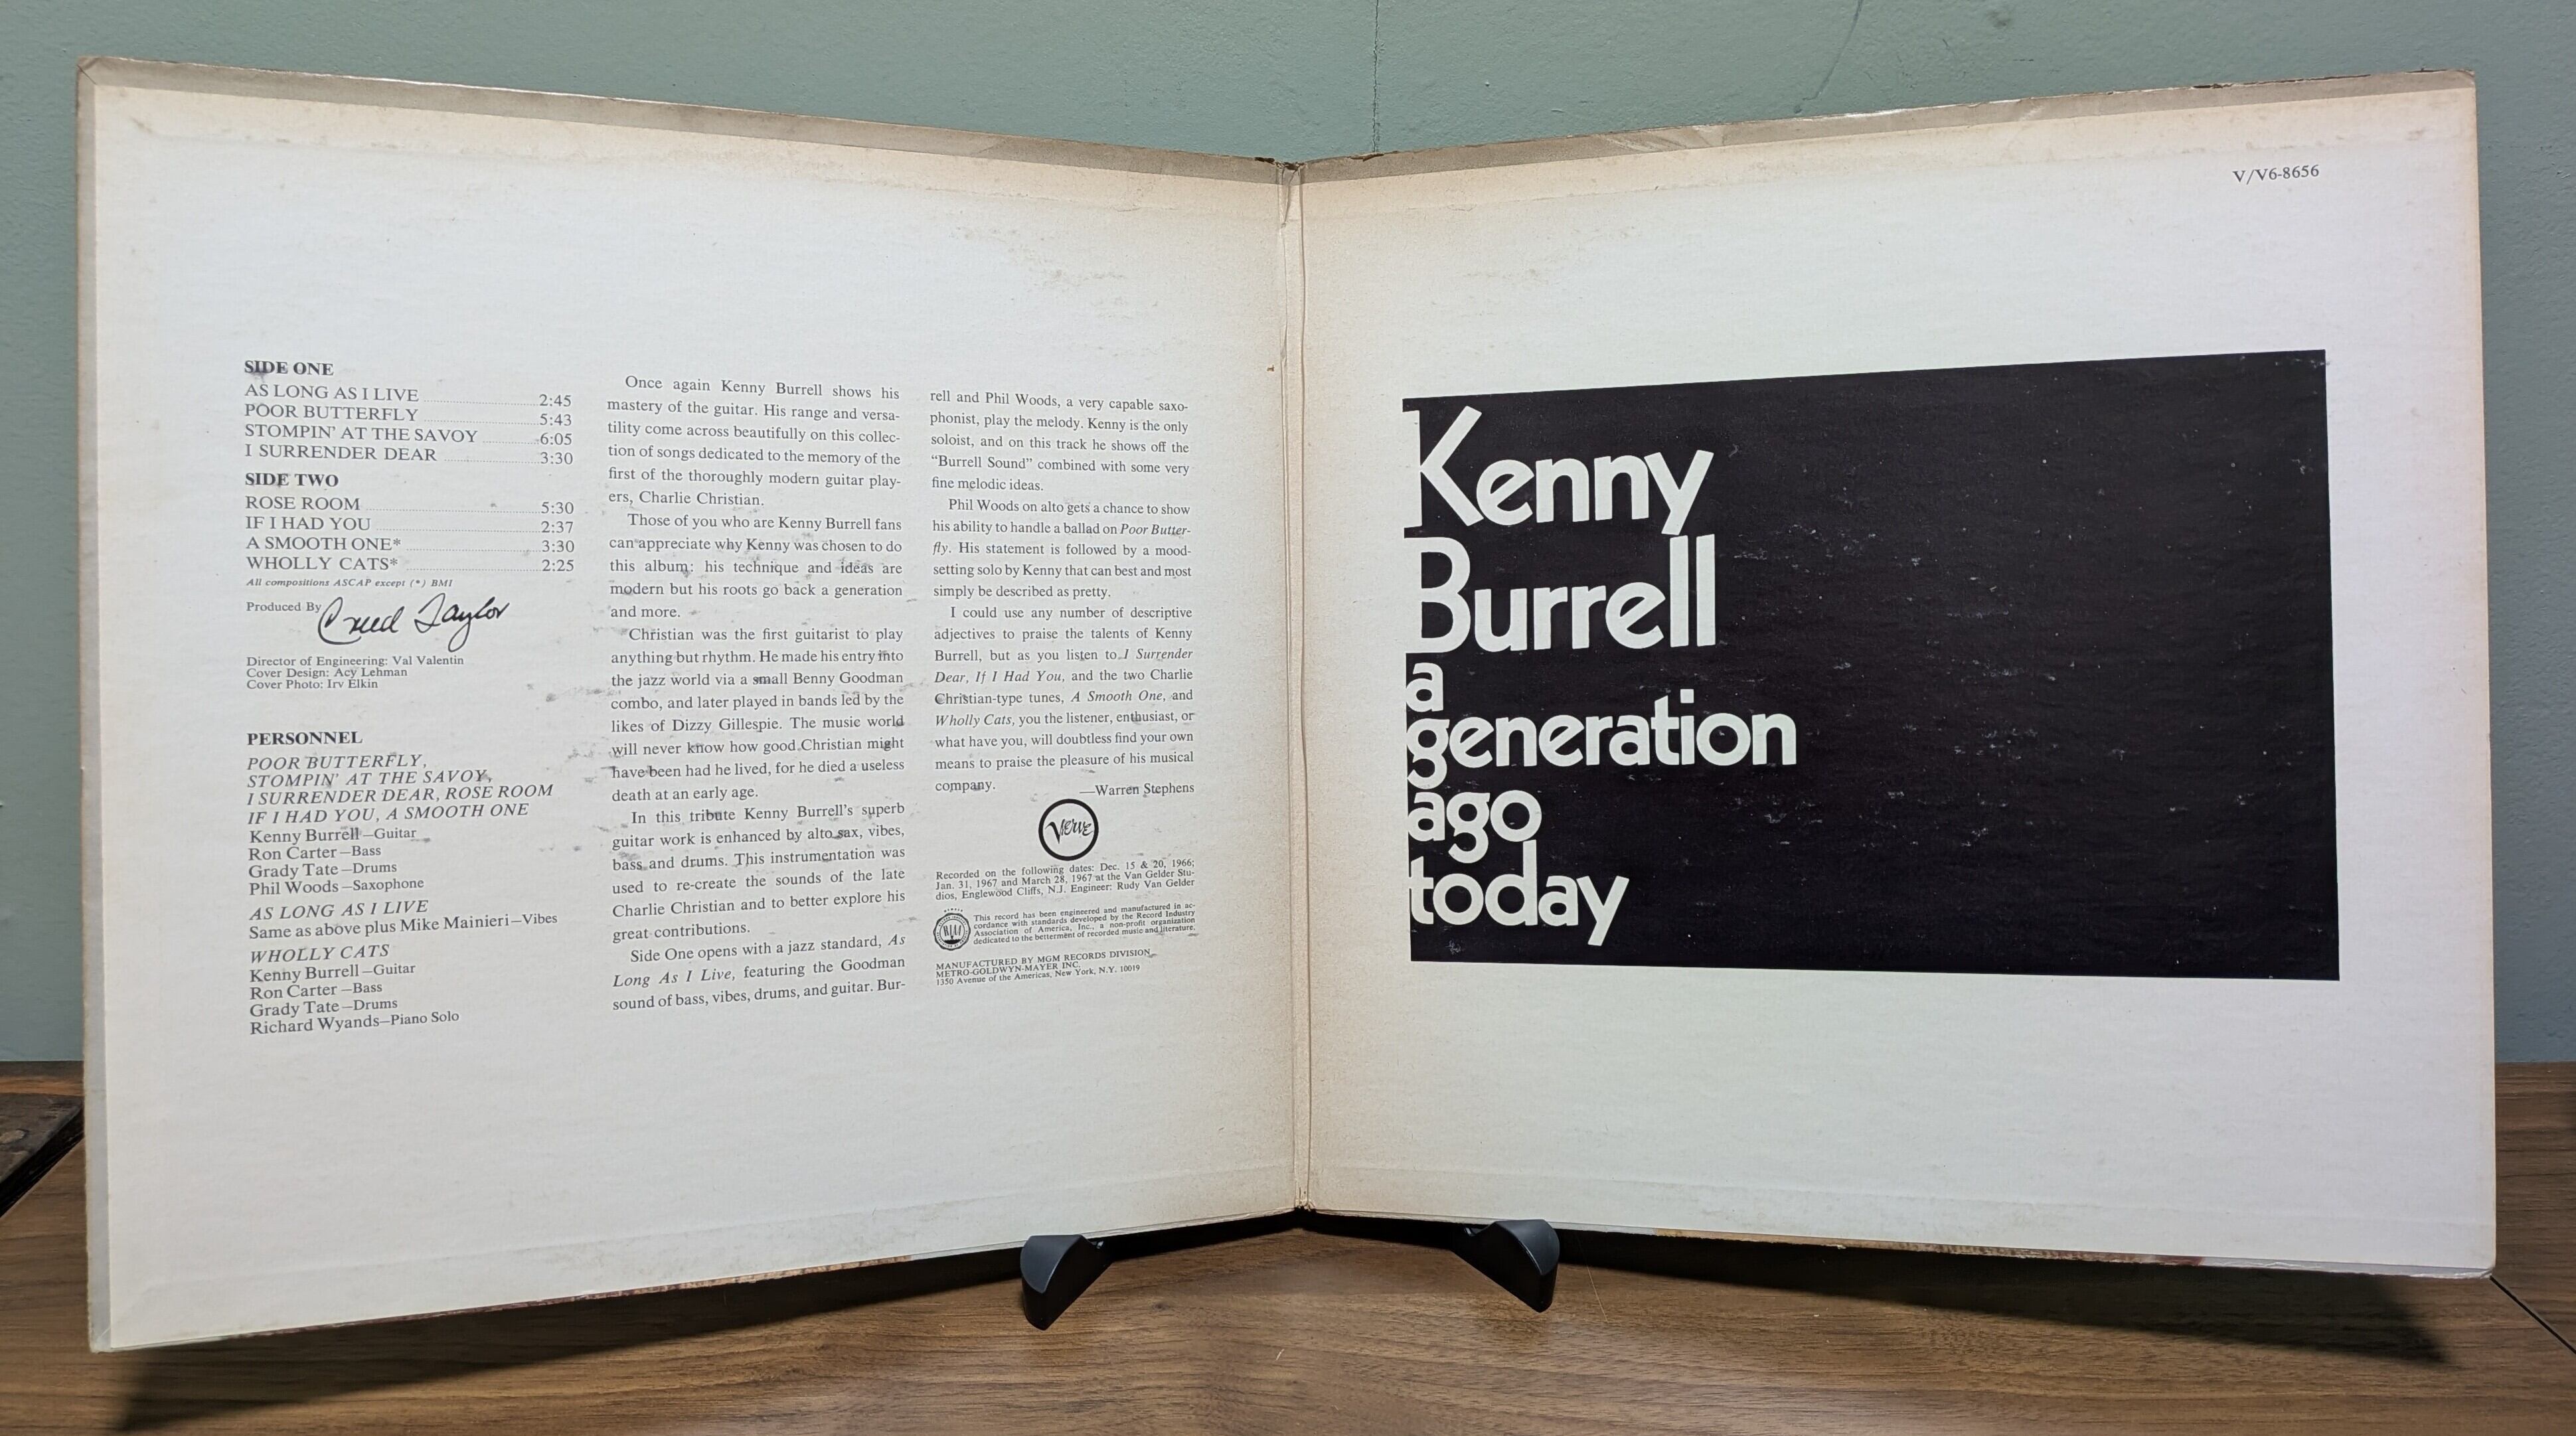 SIDE ONE
AS LONG AS I LIVE 2:45
POOR BUTTERFLY 5:43
STOMPIN' AT THE SAVOY 6:05
I SURRENDER DEAR 3:30
SIDE TWO
ROSE ROOM 5:30
IF I HAD YOU 2:37
A SMOOTH ONE* 3:30
WHOLLY CATS* 2:25
All compositions ASCAP except (*) BMI
Produced By Creed Taylor
Director of Engineering: Val Valentin
Cover Design: Acy Lehman
Cover Photo: Irv Elkin
PERSONNEL
POOR BUTTERFLY,
STOMPIN' AT THE SAVOY,
I SURRENDER DEAR, ROSE ROOM
IF I HAD YOU, A SMOOTH ONE
Kenny Burrell—Guitar
Ron Carter—Bass
Grady Tate—Drums
Phil Woods—Saxophone
AS LONG AS I LIVE
Same as above plus Mike Mainieri—Vibes
WHOLLY CATS
Kenny Burrell—Guitar
Ron Carter—Bass
Grady Tate—Drums
Richard Wyands—Piano Solo
Once again Kenny Burrell shows his
mastery of the guitar. His range and versa-
tility come across beautifully on this collec-
tion of songs dedicated to the memory of the
first of the thoroughly modern guitar play-
ers, Charlie Christian.
Those of you who are Kenny Burrell fans
can appreciate why Kenny was chosen to do
this album: his technique and ideas are
modern but his roots go back a generation
and more.
Christian was the first guitarist to play
anything but rhythm. He made his entry into
the jazz world via a small Benny Goodman
combo, and later played in bands led by the
likes of Dizzy Gillespie. The music world
will never know how good Christian might
have been had he lived, for he died a useless
death at an early age.
In this tribute Kenny Burrell's superb
guitar work is enhanced by alto sax, vibes,
bass and drums. This instrumentation was
used to re-create the sounds of the late
Charlie Christian and to better explore his
great contributions.
Side One opens with a jazz standard, As
Long As I Live, featuring the Goodman
sound of bass, vibes, drums, and guitar. Bur-
rell and Phil Woods, a very capable saxo-
phonist, play the melody. Kenny is the only
soloist, and on this track he shows off the
“Burrell Sound” combined with some very
fine melodic ideas.
Phil Woods on alto gets a chance to show
his ability to handle a ballad on Poor Butter-
fly. His statement is followed by a mood-
setting solo by Kenny that can best and most
simply be described as pretty.
I could use any number of descriptive
adjectives to praise the talents of Kenny
Burrell, but as you listen to I Surrender
Dear, If I Had You, and the two Charlie
Christian-type tunes, A Smooth One, and
Wholly Cats, you the listener, enthusiast, or
what have you, will doubtless find your own
means to praise the pleasure of his musical
company.
—Warren Stephens
Verve
Recorded on the following dates: Dec. 15 & 20, 1966;
Jan. 31, 1967 and March 28, 1967 at the Van Gelder Stu-
dios, Englewood Cliffs, N.J. Engineer: Rudy Van Gelder
RIAA
This record has been engineered and manufactured in ac-
cordance with standards developed by the Record Industry
Association of America, Inc., a non-profit organization
dedicated to the betterment of recorded music and literature.
MANUFACTURED BY MGM RECORDS DIVISION
METRO-GOLDWYN-MAYER INC.
1350 Avenue of the Americas, New York, N.Y. 10019
V/V6-8656
Kenny
Burrell
a
generation
ago
today